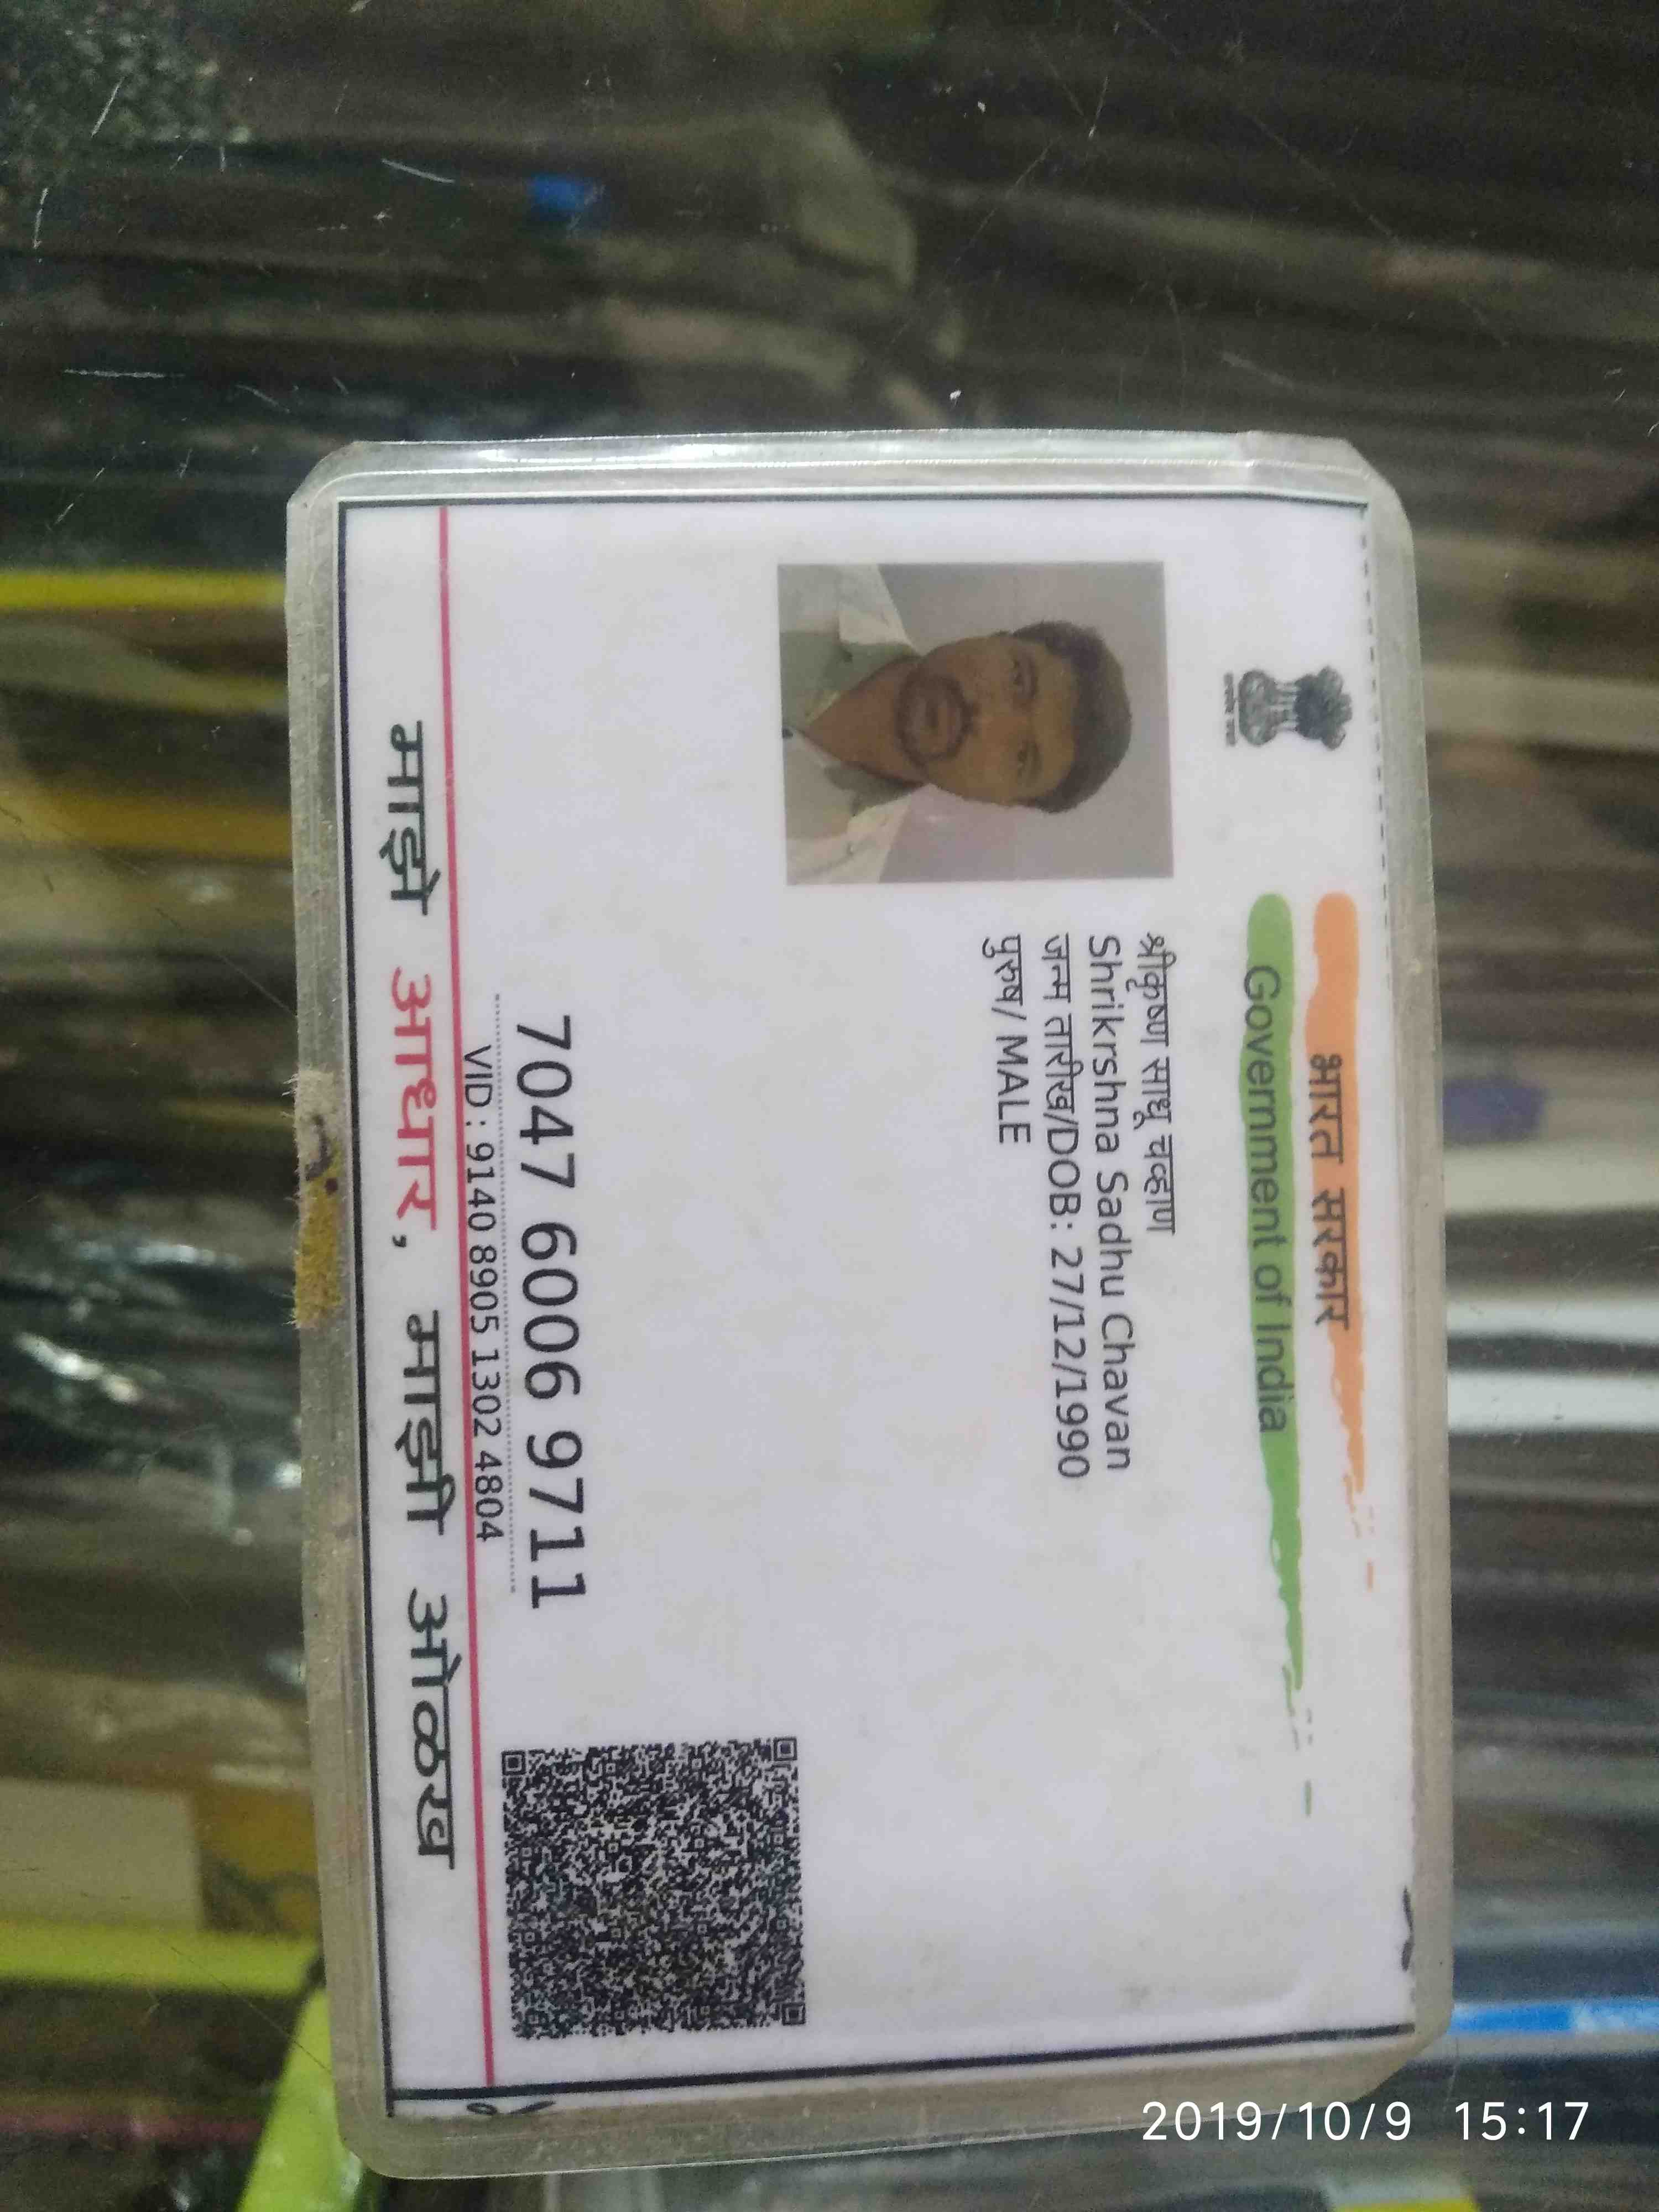 भारत सरकार
Government of India
श्रीकृष्ण साधू चव्हाण
Shrikrshna Sadhu Chavan
जन्म तारीख/DOB: 27/12/1990
पुरुष/ MALE
7047 6006 9711
VID : 9140 8905 1302 4804
माझे आधार, माझी ओळख
2019/10/9 15:17